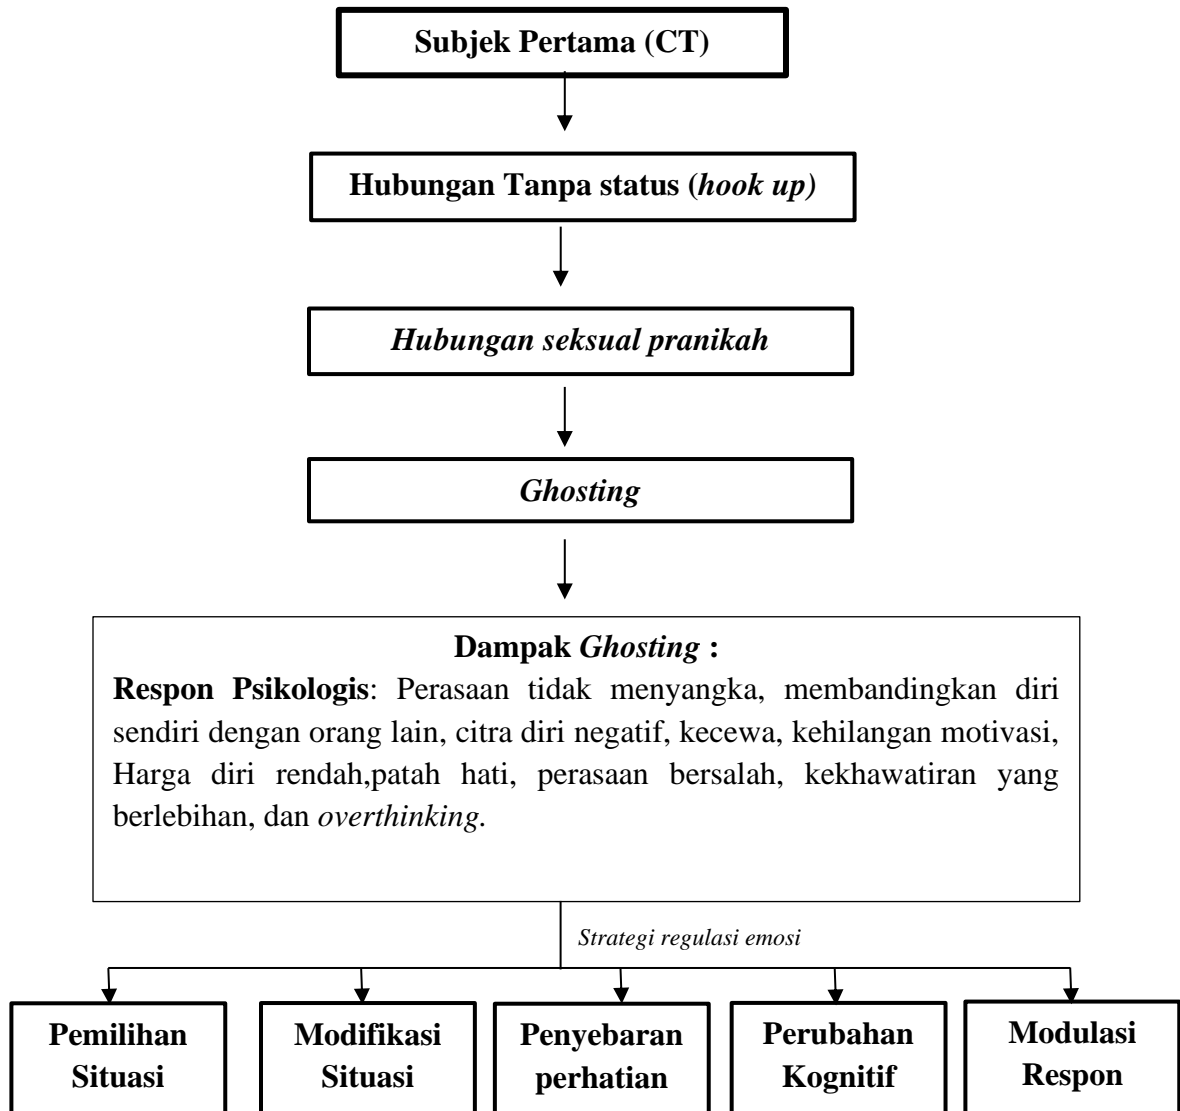 Subjek Pertama (CT)
Hubungan Tanpa status (hook up)
Hubungan seksual pranikah
Ghosting
Dampak Ghosting :
Respon Psikologis: Perasaan tidak menyangka, membandingkan diri
sendiri dengan orang lain, citra diri negatif, kecewa, kehilangan motivasi,
Harga diri rendah,patah hati, perasaan bersalah, kekhawatiran yang
berlebihan, dan overthinking.
Strategi regulasi emosi
Pemilihan
Situasi
Modifikasi
Situasi
Penyebaran
perhatian
Perubahan
Kognitif
Modulasi
Respon